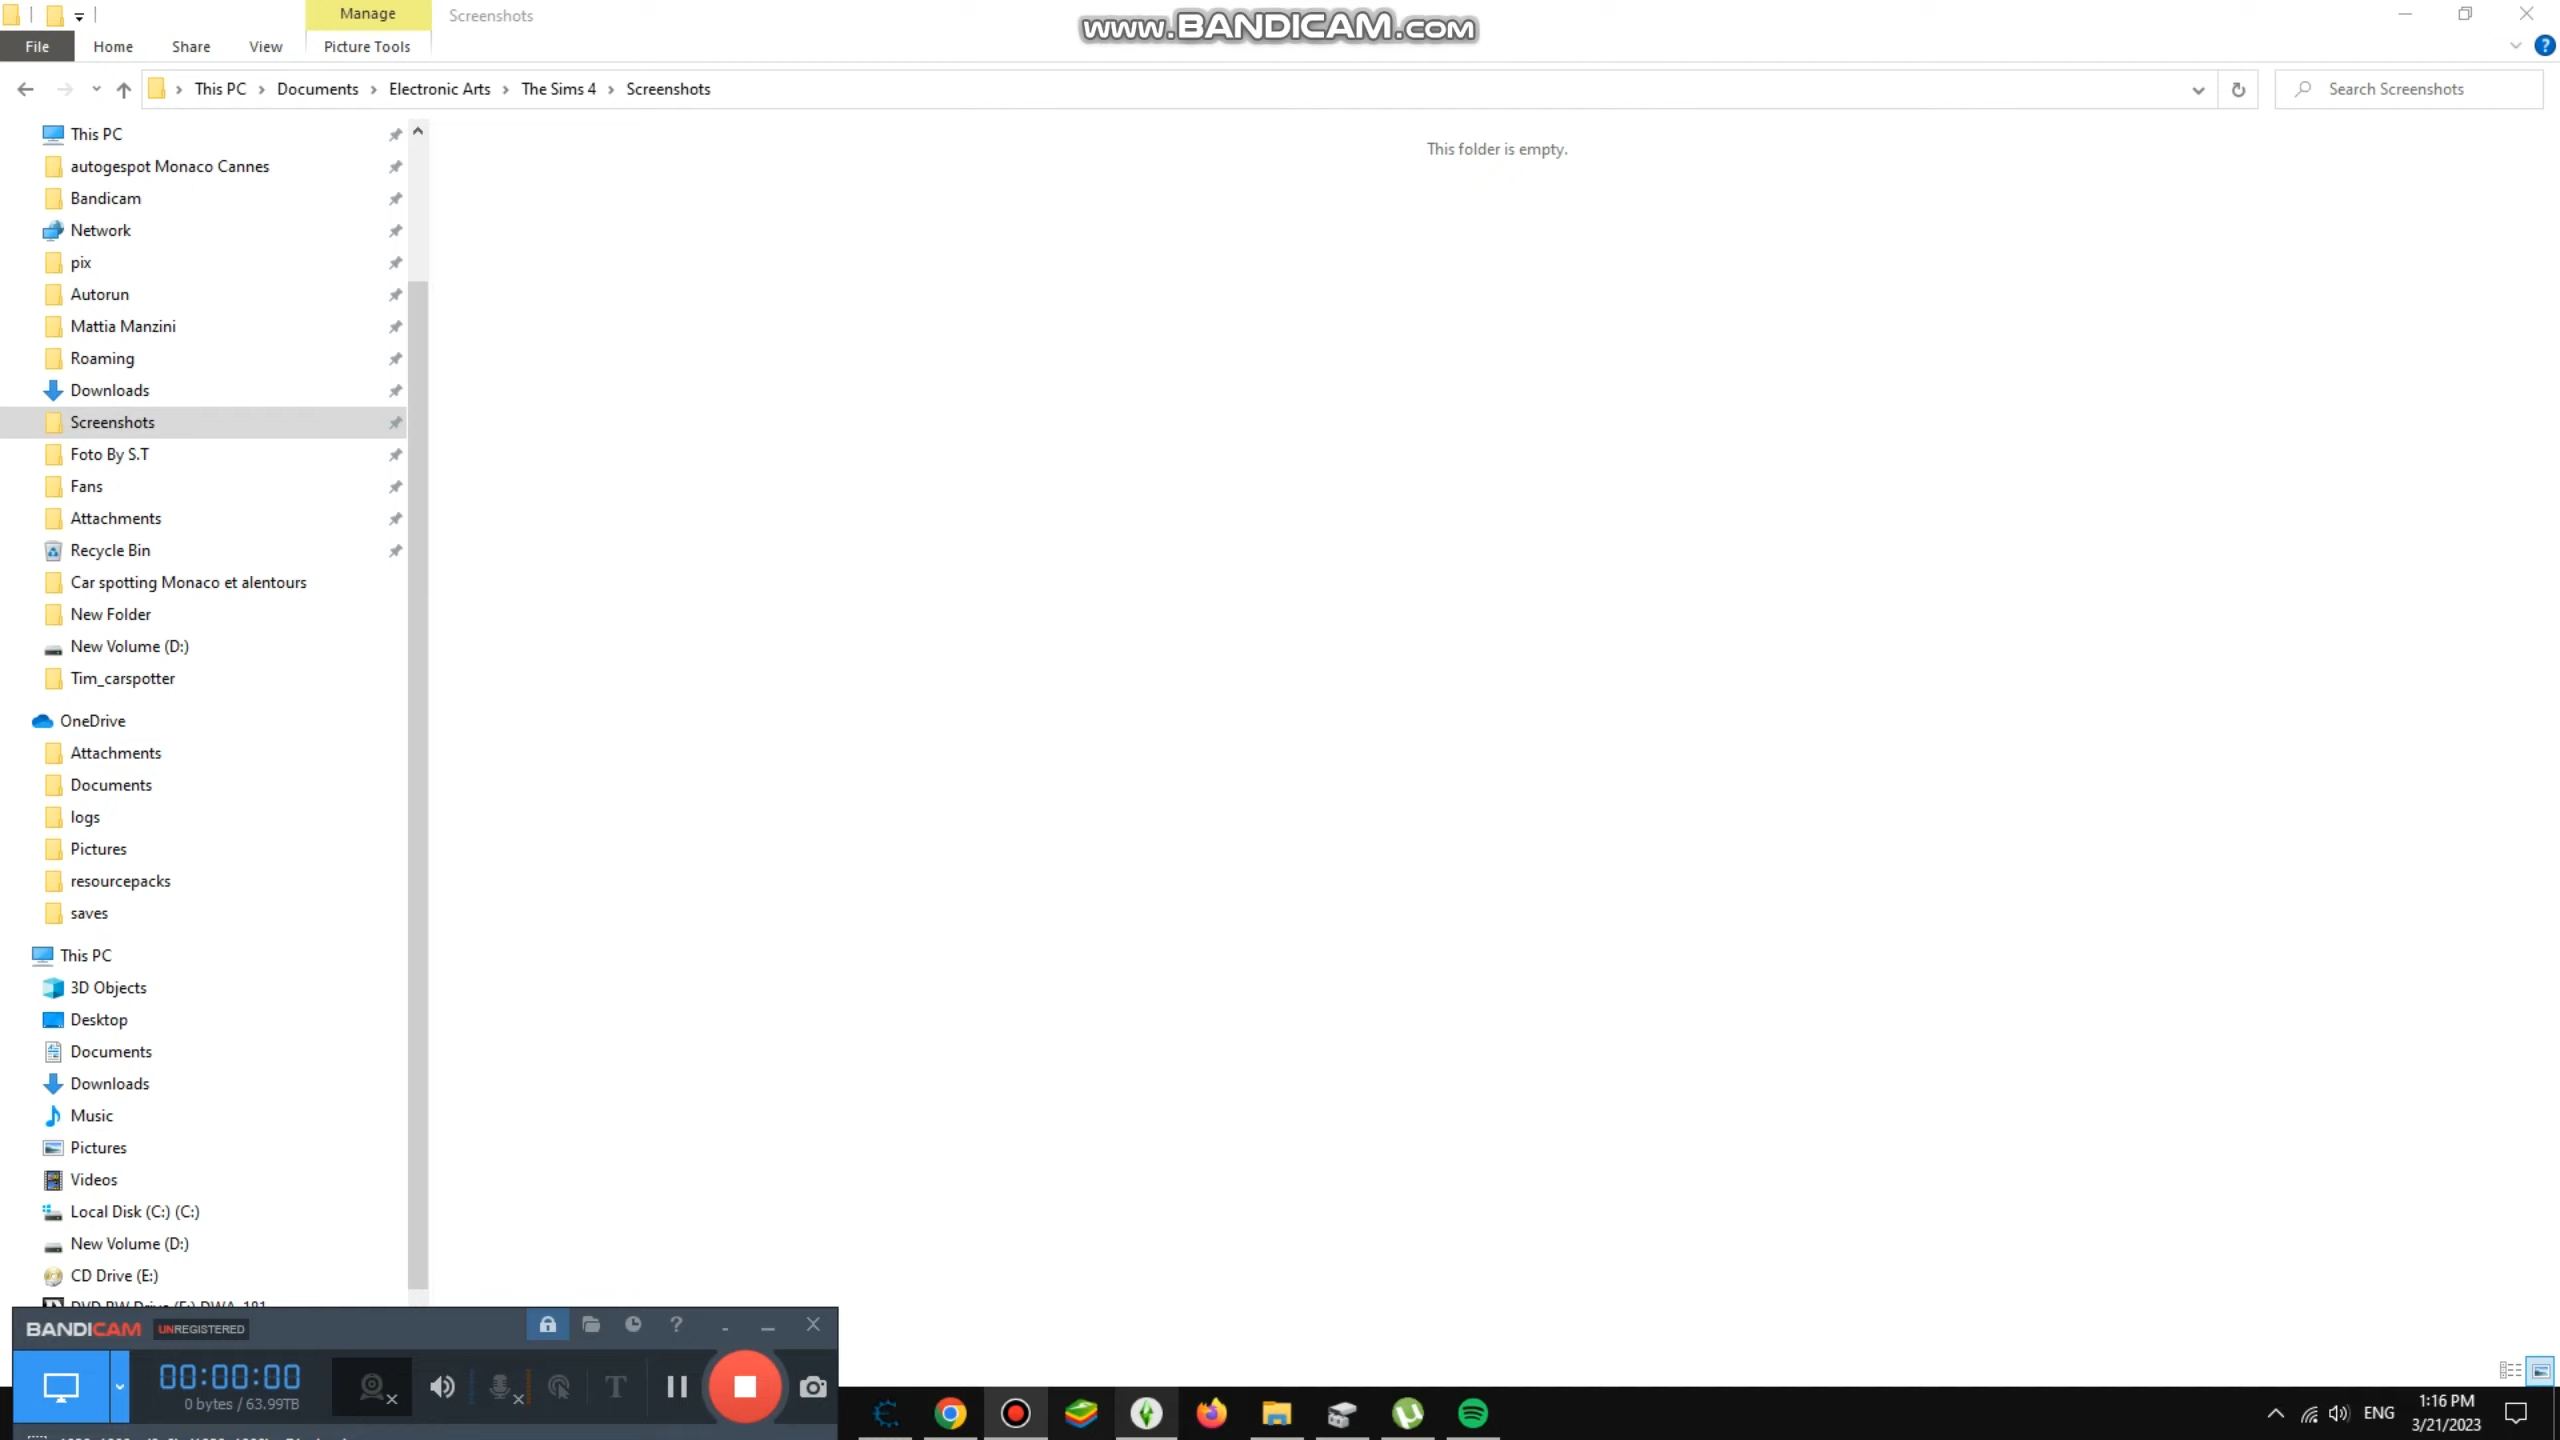 Manage
Screenshots
www.BANDICAM.com
File
Home
Share
View
Picture Tools
This PC
Documents
Electronic Arts
The Sims 4
Screenshots
Search Screenshots
This folder is empty.
This PC
autogespot Monaco Cannes
Bandicam
Network
pix
Autorun
Mattia Manzini
Roaming
Downloads
Screenshots
Foto By S.T
Fans
Attachments
Recycle Bin
Car spotting Monaco et alentours
New Folder
New Volume (D:)
Tim_carspotter
OneDrive
Attachments
Documents
logs
Pictures
resourcepacks
saves
This PC
3D Objects
Desktop
Documents
Downloads
Music
Pictures
Videos
Local Disk (C:) (C:)
New Volume (D:)
CD Drive (E:)
BANDICAM UNREGISTERED
00:00:00
0 bytes / 63.99TB
ENG
1:16 PM
3/21/2023